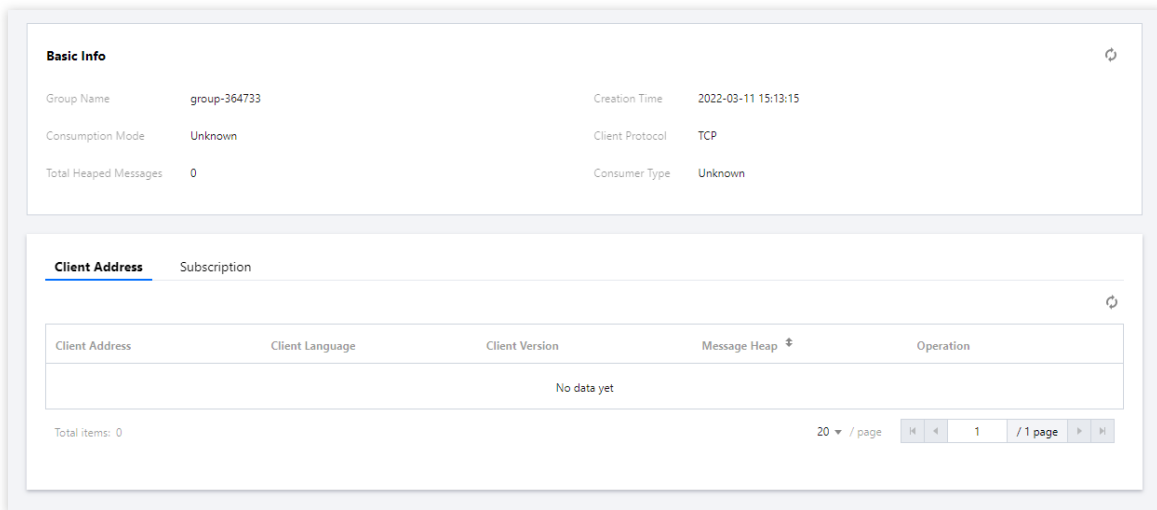 Basic Info
Group Name group-364733 Creation Time 2022-03-11 15:13:15
Consumption Mode Unknown Client Protocol TCP
Total Heaped Messages 0 Consumer Type Unknown
Client Address Subscription
Client Address Client Language Client Version Message Heap Operation
No data yet
Total items: 0 20 / page 1 / 1 page